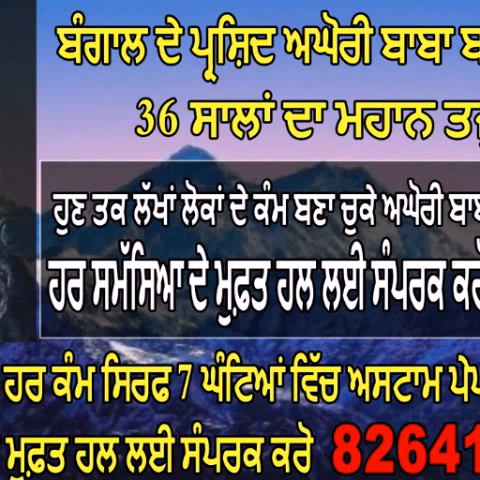 ਬੰਗਾਲ ਦੇ ਪ੍ਰਸ਼ਿਦ ਅਘੋਰੀ ਬਾਬਾ
36 ਸਾਲਾਂ ਦਾ ਮਹਾਨ
ਹੁਣ ਤਕ ਲੱਖਾਂ ਲੋਕਾਂ ਦੇ ਕੰਮ ਬਣਾ ਚੁਕੇ ਅਘੋਰੀ
ਹਰ ਸਮੱਸਿਆ ਦੇ ਮੁਫ਼ਤ ਹਲ ਲਈ ਸੰਪਰਕ
ਹਰ ਕੰਮ ਸਿਰਫ 7 ਘੰਟਿਆਂ ਵਿੱਚ ਅਸਟਾਮ
ਮੁਫ਼ਤ ਹਲ ਲਈ ਸੰਪਰਕ ਕਰੋ 82641